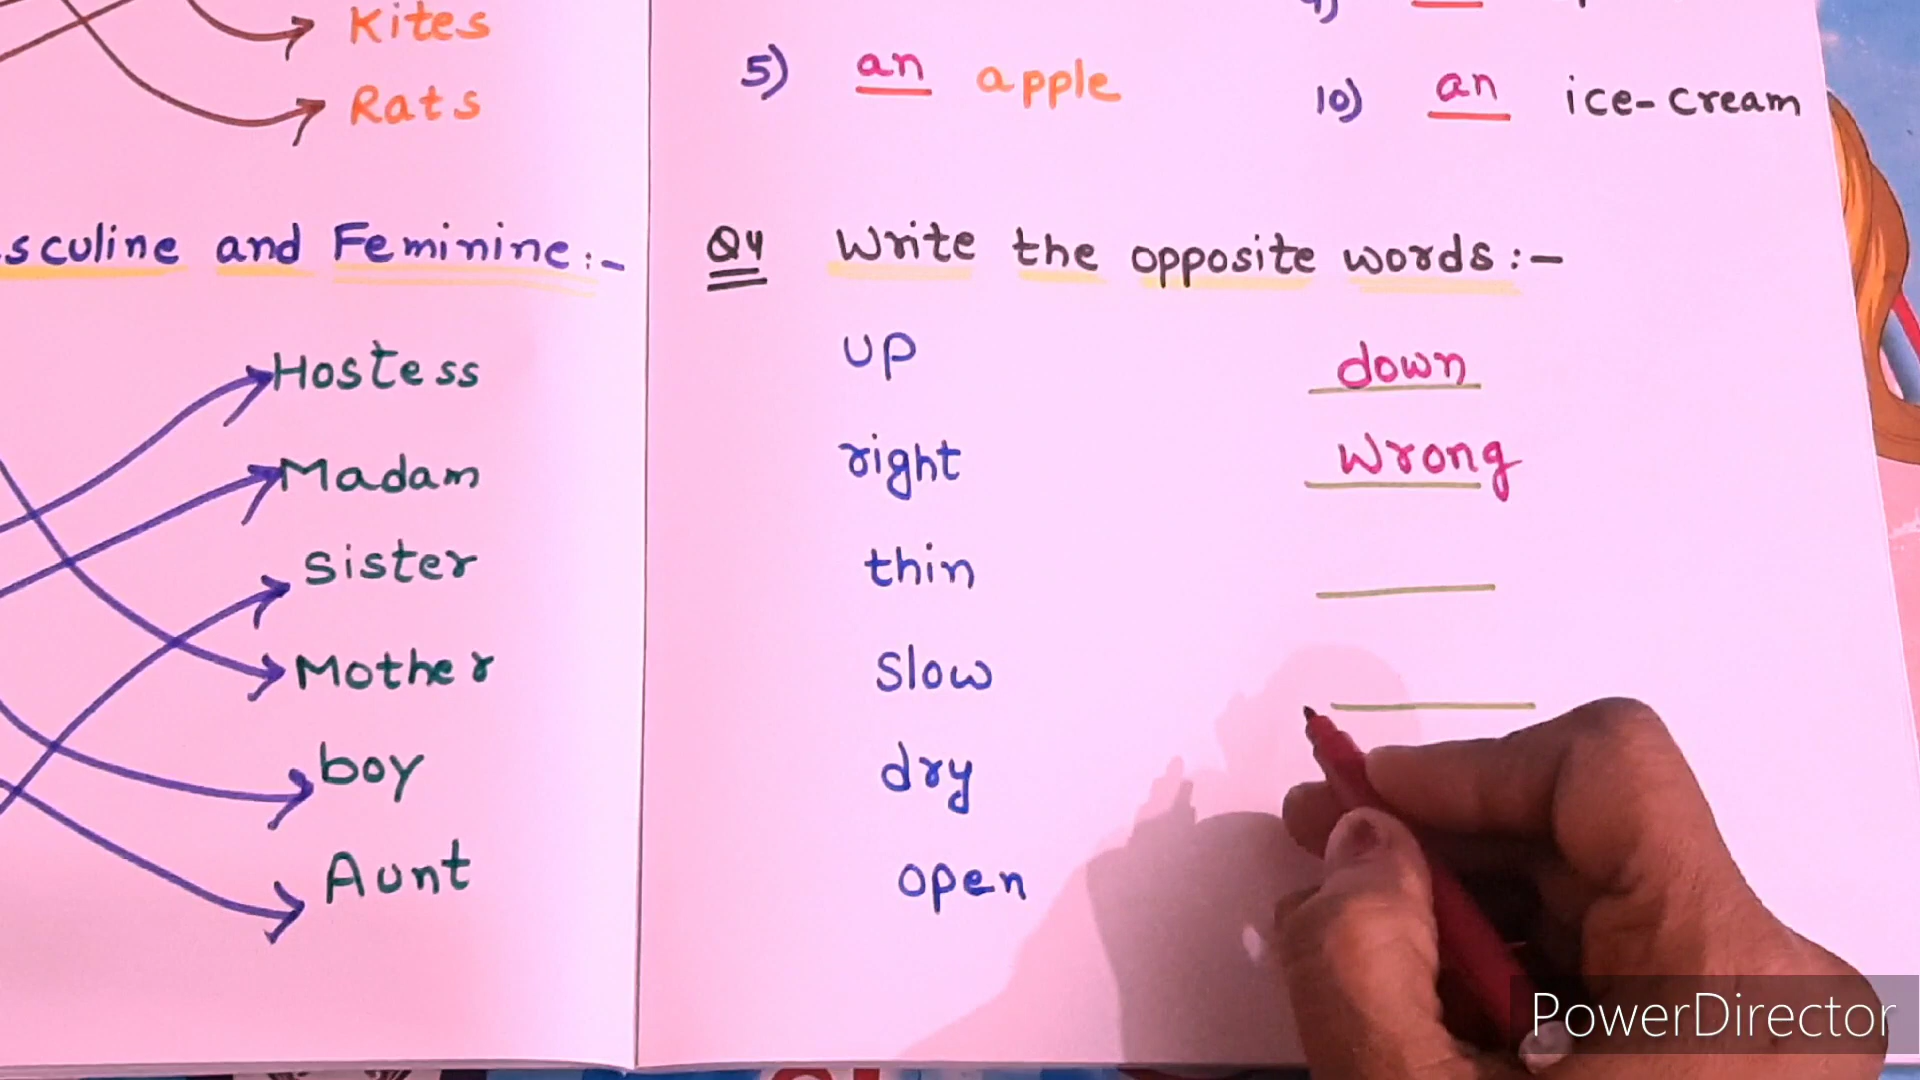 Kites
Rats
sculine and Feminine:-
Hostess
Madam
Sister
Mother
boy
Aunt
5) an apple
10) an ice-cream
Q4 Write the opposite words:-
up down
right wrong
thin
slow
dry
open
PowerDirector